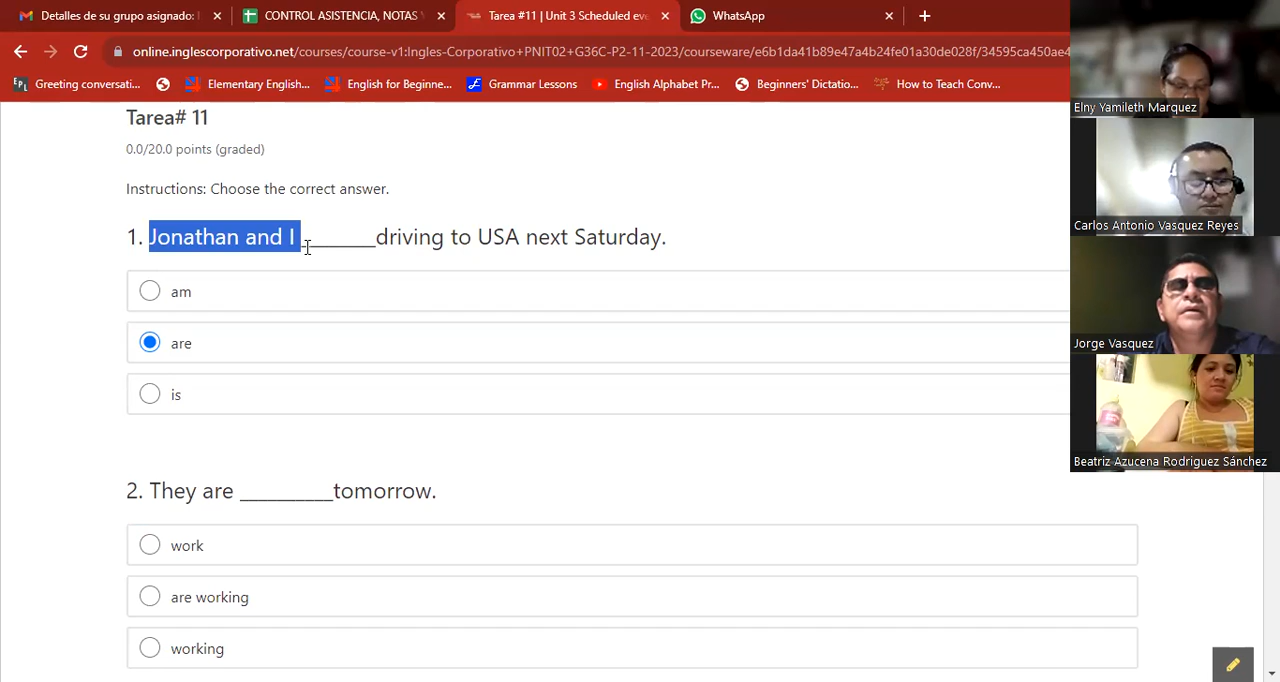 Detalles de su grupo asignado:
CONTROL ASISTENCIA, NOTAS Y
Tarea #11 | Unit 3 Scheduled eve
WhatsApp
online.inglescorporativo.net/courses/course-v1:Ingles-Corporativo+PNIT02+G36C-P2-11-2023/courseware/e6b1da41b89e47a4b24fe01a30de028f/34595ca450ae4
Greeting conversati...
Elementary English...
English for Beginne...
Grammar Lessons
English Alphabet Pr...
Beginners' Dictatio...
How to Teach Conv...
Tarea# 11
0.0/20.0 points (graded)
Instructions: Choose the correct answer.
1. Jonathan and I ______driving to USA next Saturday.
am
are
is
2. They are ________tomorrow.
work
are working
working
Elny Yamileth Marquez
Carlos Antonio Vasquez Reyes
Jorge Vasquez
Beatriz Azucena Rodriguez Sánchez